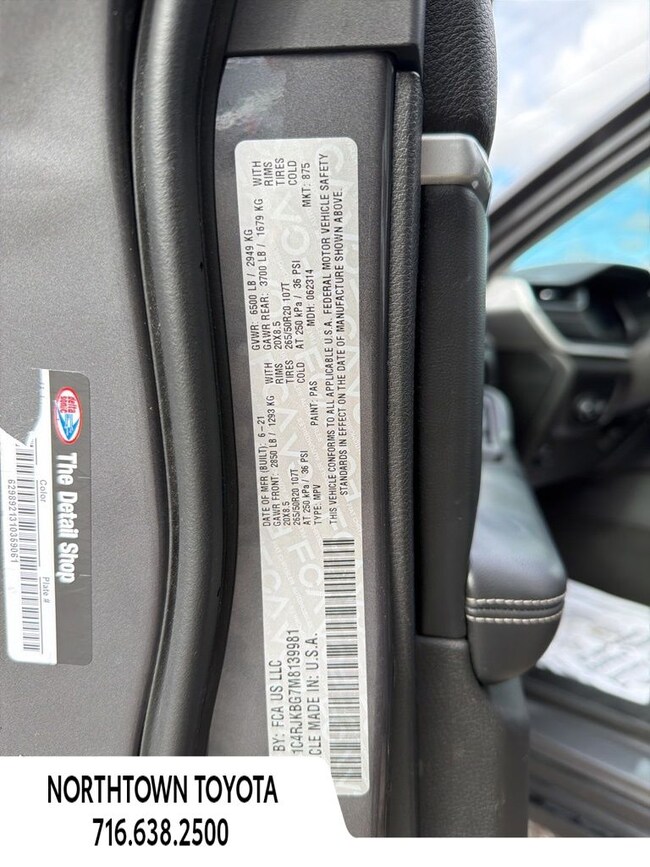 BY: FCA US LLC
DATE OF MFR (BUILT): 6-21
GVWR: 6500 LB / 2949 KG
GAWR FRONT: 2850 LB / 1293 KG WITH
GAWR REAR: 3700 LB / 1679 KG WITH
20X8.5 RIMS
20X8.5 RIMS
265/50R20 107T TIRES
265/50R20 107T TIRES
AT 250 kPa / 36 PSI COLD
AT 250 kPa / 36 PSI COLD
1C4RJKBG7M8139981
TYPE: MPV
PAINT: PAS
MDH: 062314
MKT: 875
CLE MADE IN: U.S.A.
THIS VEHICLE CONFORMS TO ALL APPLICABLE U.S.A. FEDERAL MOTOR VEHICLE SAFETY
STANDARDS IN EFFECT ON THE DATE OF MANUFACTURE SHOWN ABOVE.
The Detail Shop
Color
Plate #
6298921310369061
NORTHTOWN TOYOTA
716.638.2500